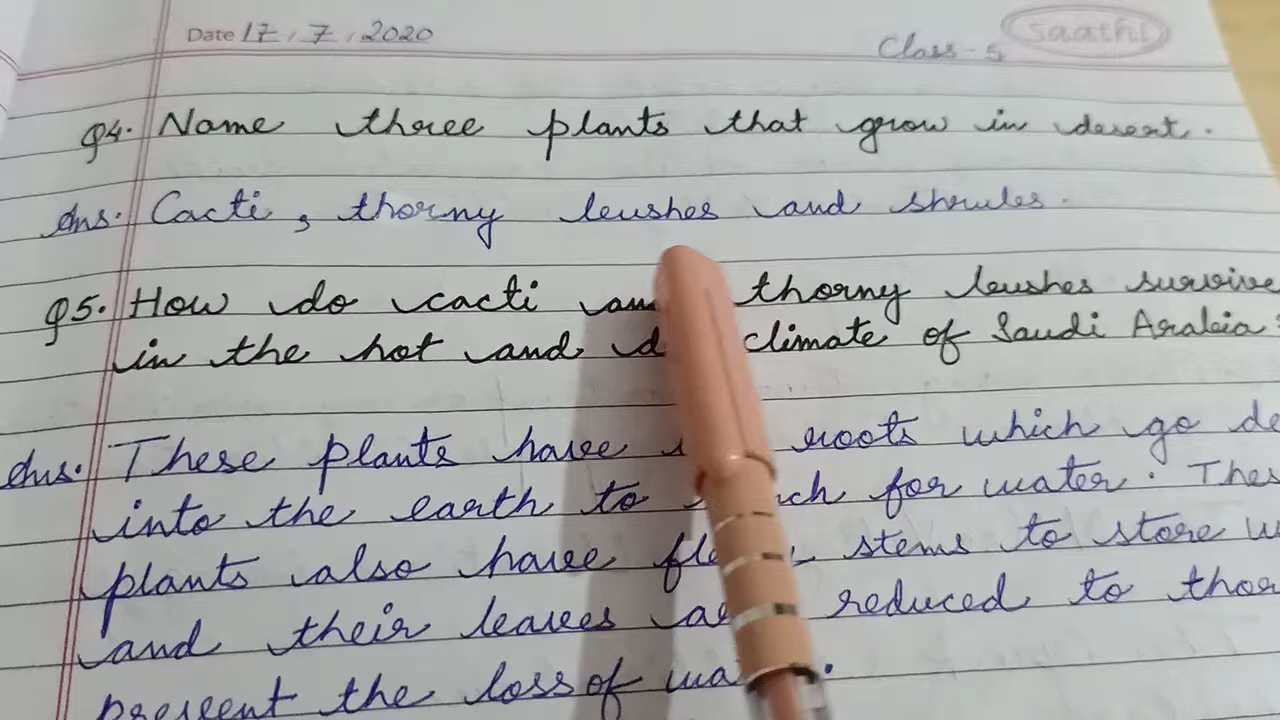 Date 17, 7, 2020
Class-5
saathi
Q4. Name three plants that grow in desert.
Ans. Cacti, thorny bushes and shrubs.
Q5. How do cacti thorny bushes survive
in the hot and climate of Saudi Arabia
Ans. These plants have roots which go
into the earth to for water. These
plants also have stems to store
and their leaves reduced to
prevent the loss of